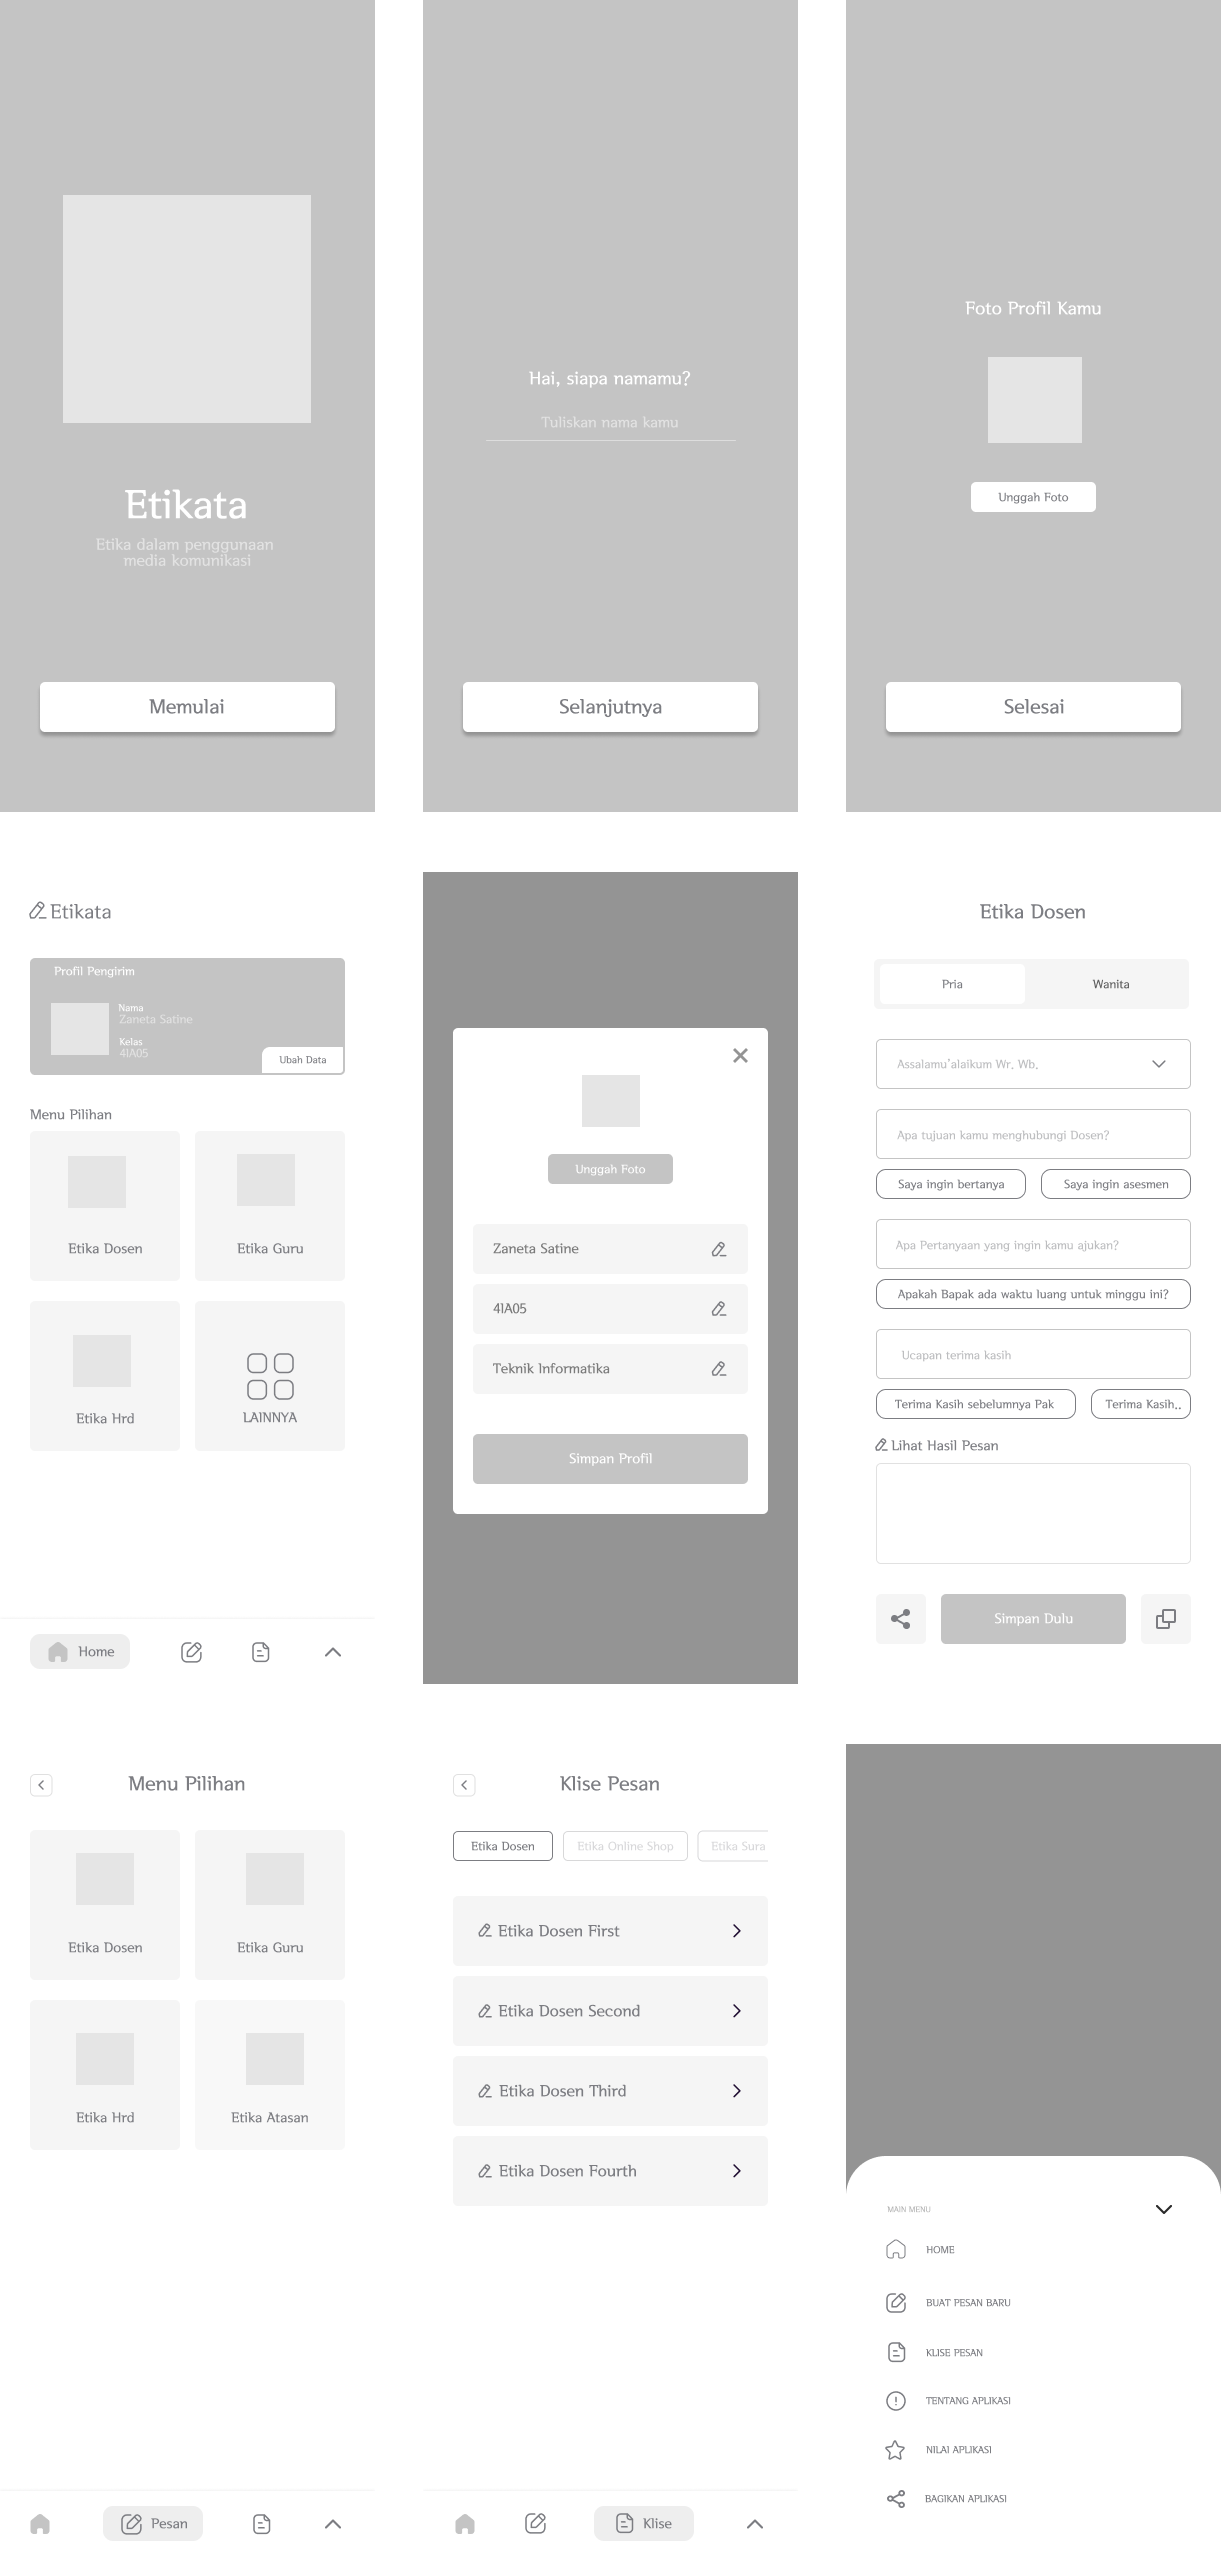 Etikata
Etika dalam penggunaan
media komunikasi
Memulai
Hai, siapa namamu?
Tuliskan nama kamu
Selanjutnya
Foto Profil Kamu
Unggah Foto
Selesai
Etikata
Profil Pengirim
Nama
Zaneta Satine
Kelas
4IA05
Ubah Data
Menu Pilihan
Etika Dosen
Etika Guru
Etika Hrd
LAINNYA
Home
Unggah Foto
Zaneta Satine
4IA05
Teknik Informatika
Simpan Profil
Etika Dosen
Pria
Wanita
Assalamu'alaikum Wr. Wb.
Apa tujuan kamu menghubungi Dosen?
Saya ingin bertanya
Saya ingin asesmen
Apa Pertanyaan yang ingin kamu ajukan?
Apakah Bapak ada waktu luang untuk minggu ini?
Ucapan terima kasih
Terima Kasih sebelumnya Pak
Terima Kasih..
Lihat Hasil Pesan
Simpan Dulu
Menu Pilihan
Etika Dosen
Etika Guru
Etika Hrd
Etika Atasan
Pesan
Klise Pesan
Etika Dosen
Etika Online Shop
Etika Sura
Etika Dosen First
Etika Dosen Second
Etika Dosen Third
Etika Dosen Fourth
Klise
MAIN MENU
HOME
BUAT PESAN BARU
KLISE PESAN
TENTANG APLIKASI
NILAI APLIKASI
BAGIKAN APLIKASI